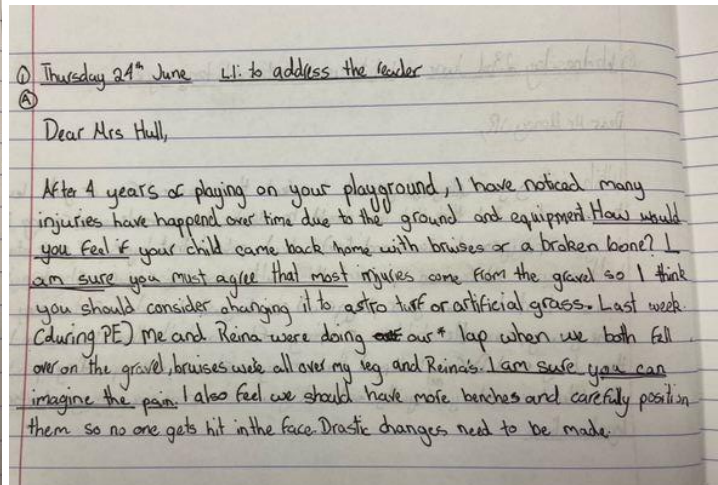 ① Thursday 24th June LI: to address the reader
Ⓐ
Dear Mrs Hull,
After 4 years of playing on your playground, I have noticed many
injuries have happend over time due to the ground and equipment. How would
you feel if your child came back home with bruises or a broken bone? I
am sure you must agree that most injuries come from the gravel so I think
you should consider changing it to astro turf or artificial grass. Last week
(during PE) me and Reina were doing our* lap when we both fell
over on the gravel, bruises were all over my leg and Reina's. I am sure you can
imagine the pain. I also feel we should have more benches and carefully position
them so no one gets hit in the face. Drastic changes need to be made.